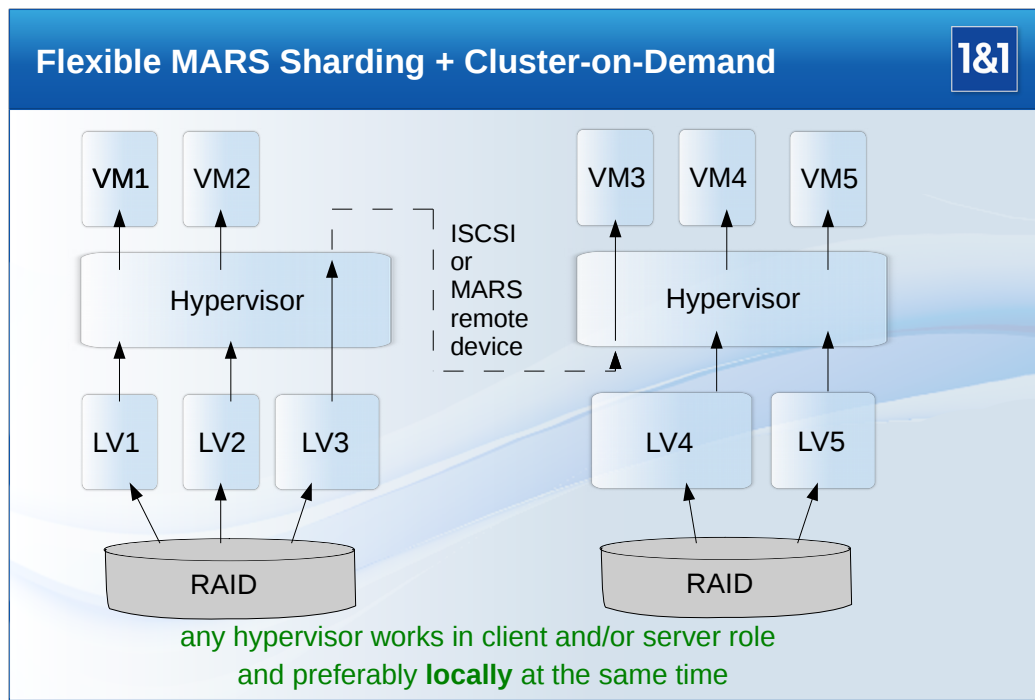 Flexible MARS Sharding + Cluster-on-Demand
1&1
VM1
VM2
VM3
VM4
VM5
ISCSI
or
MARS
remote
device
Hypervisor
Hypervisor
LV1
LV2
LV3
LV4
LV5
RAID
RAID
any hypervisor works in client and/or server role
and preferably locally at the same time